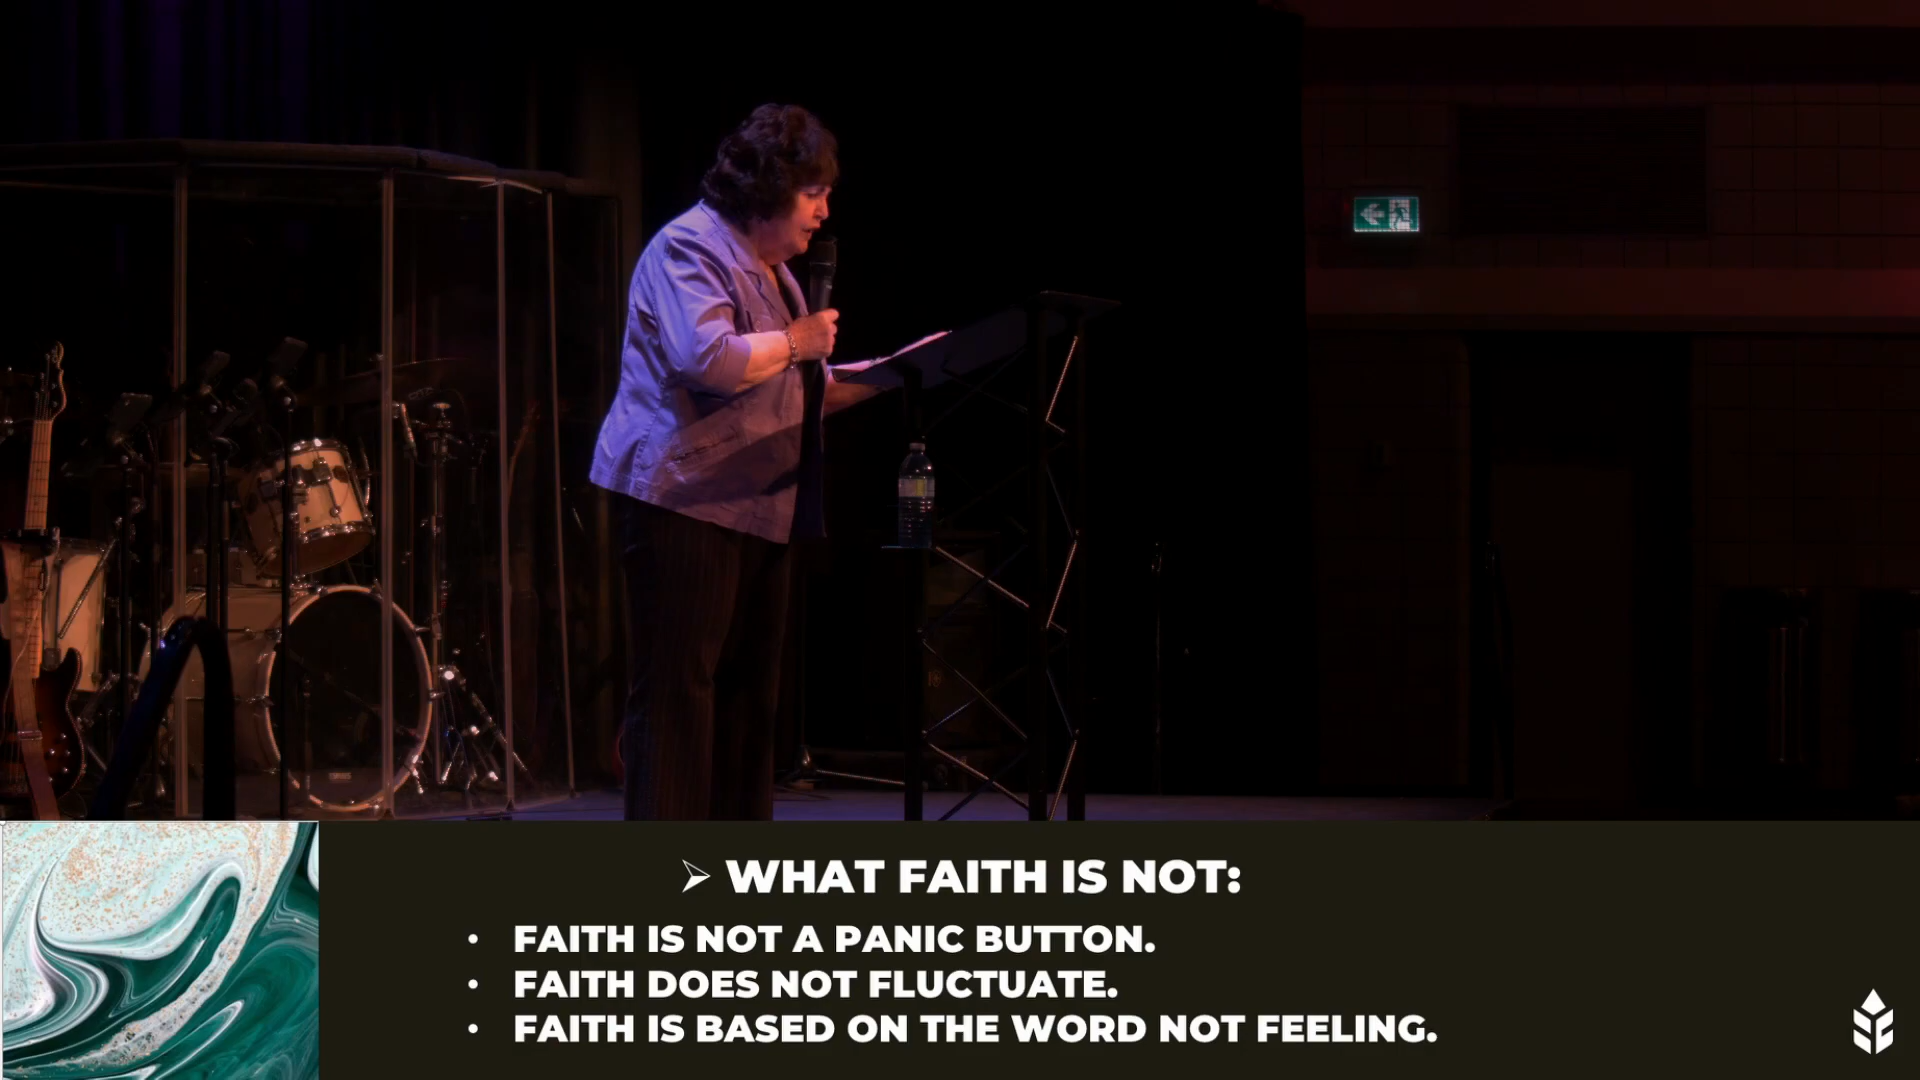 ➢ WHAT FAITH IS NOT:
• FAITH IS NOT A PANIC BUTTON.
• FAITH DOES NOT FLUCTUATE.
• FAITH IS BASED ON THE WORD NOT FEELING.